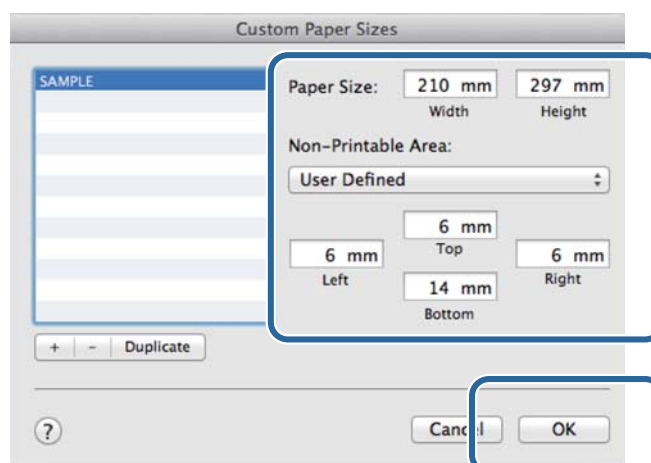 Custom Paper Sizes
SAMPLE
Paper Size: 210 mm 297 mm
Width Height
Non-Printable Area:
User Defined
6 mm
Top
6 mm 6 mm
Left Right
14 mm
Bottom
+ - Duplicate
? Cancel OK